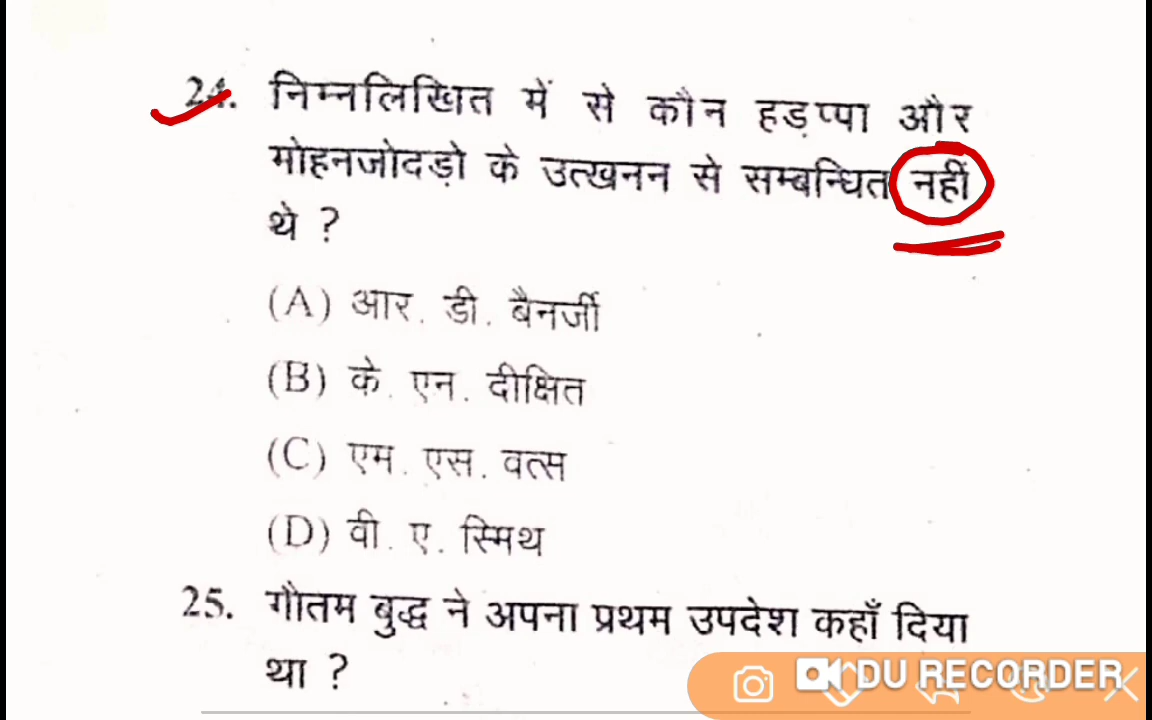 24. निम्नलिखित में से कौन हड़प्पा और
मोहनजोदड़ो के उत्खनन से सम्बन्धित नहीं
थे ?
(A) आर. डी. बैनर्जी
(B) के. एन. दीक्षित
(C) एम. एस. वत्स
(D) वी. ए. स्मिथ
25. गौतम बुद्ध ने अपना प्रथम उपदेश कहाँ दिया
था ?
DU RECORDER